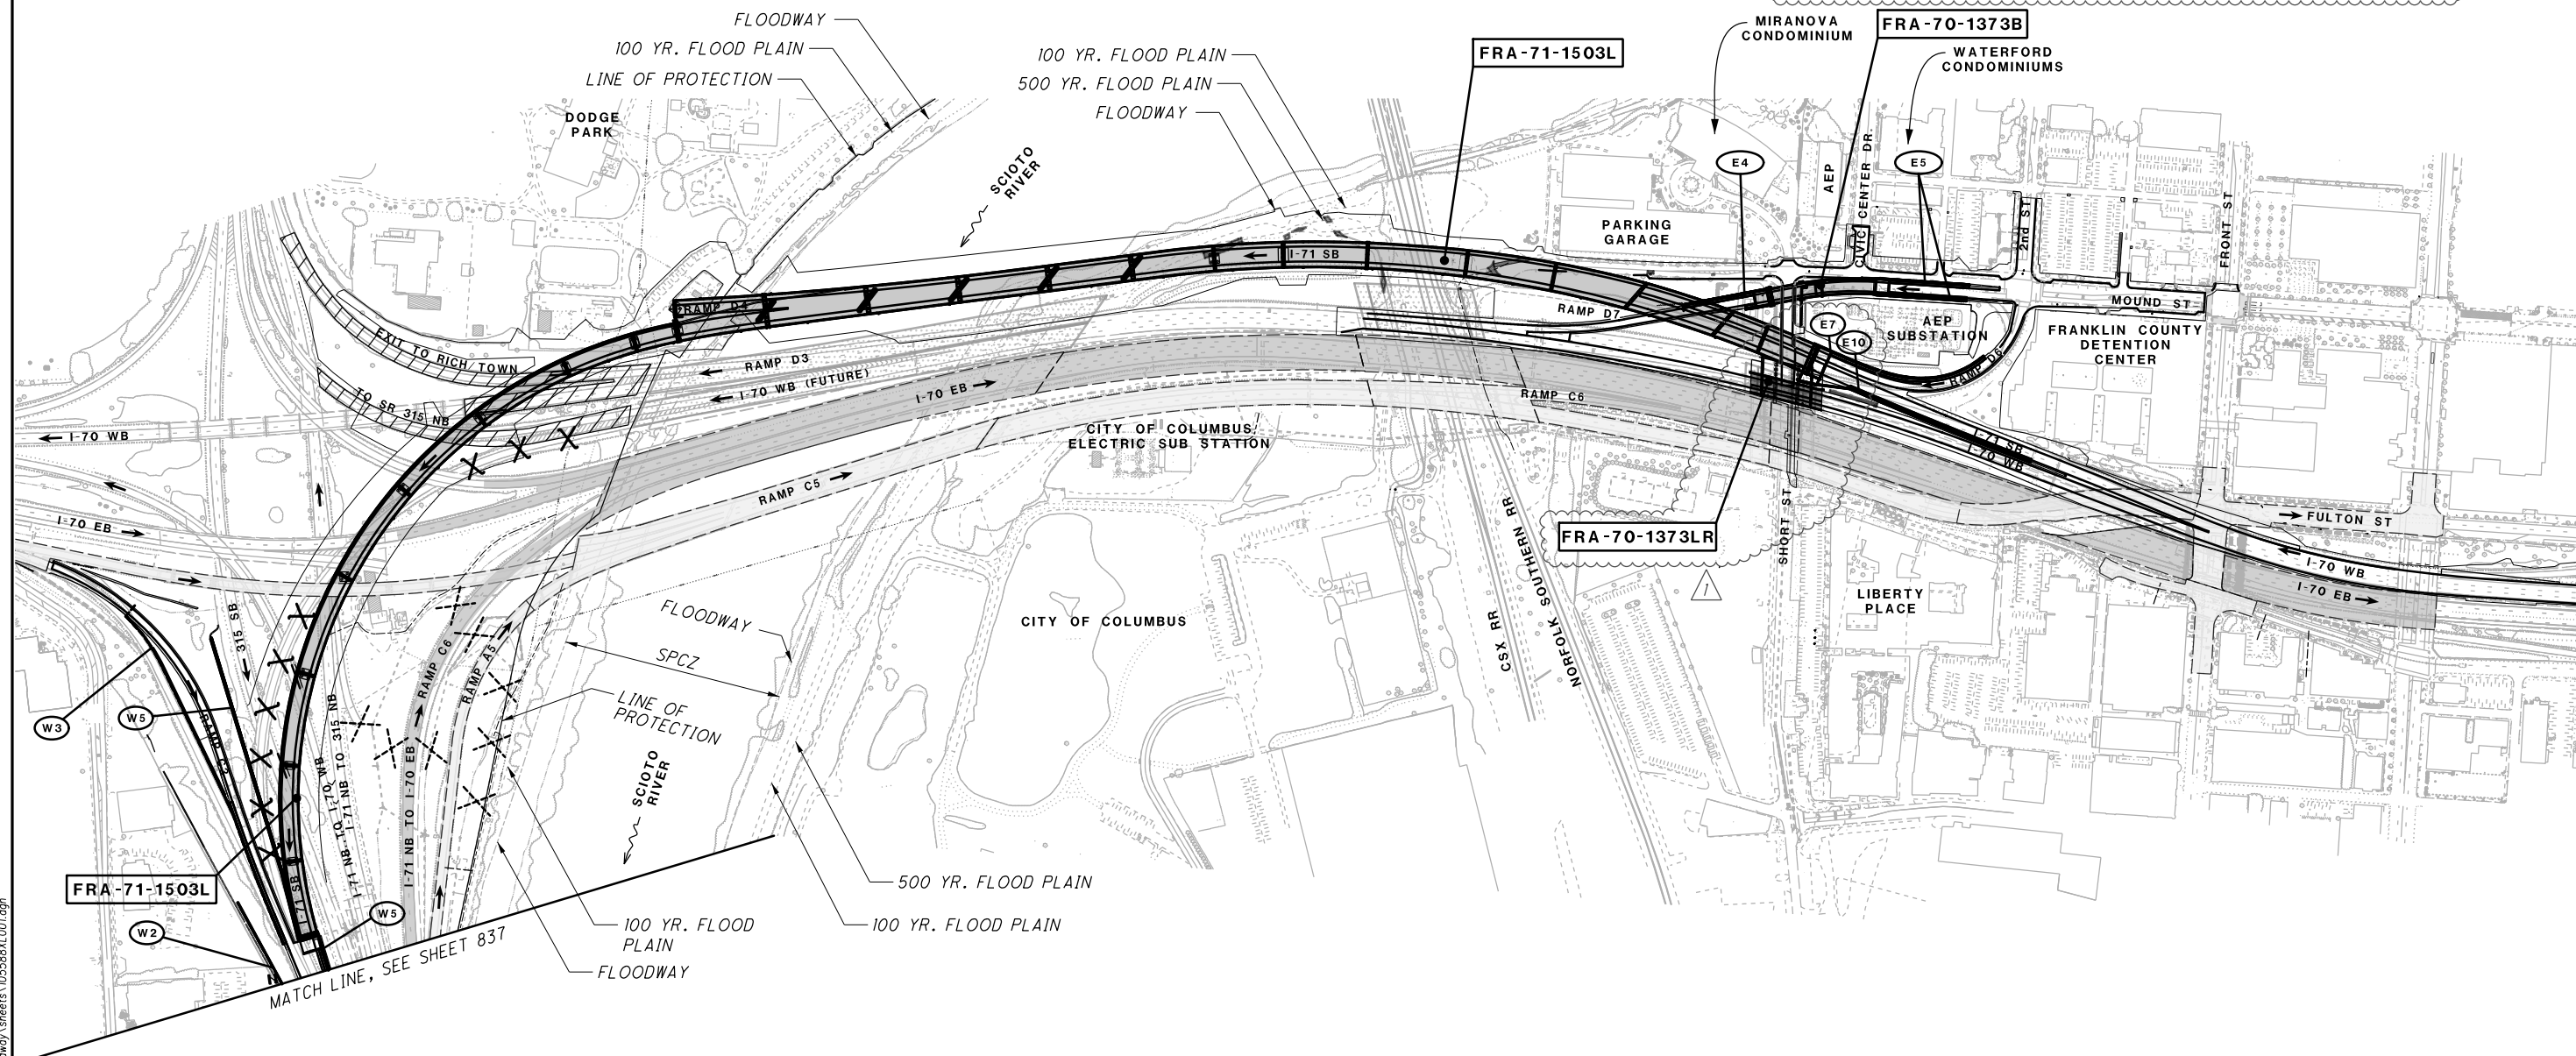 FLOODWAY
100 YR. FLOOD PLAIN
LINE OF PROTECTION
100 YR. FLOOD PLAIN
500 YR. FLOOD PLAIN
FLOODWAY
FRA-71-1503L
MIRANOVA
CONDOMINIUM
FRA-70-1373B
WATERFORD
CONDOMINIUMS
DODGE
PARK
SCIOTO
RIVER
E4
E5
AEP
CIVIC CENTER DR.
2nd ST
FRONT ST
PARKING
GARAGE
I-71 SB
RAMP D4
RAMP D7
MOUND ST
E7
E10
AEP
SUBSTATION
FRANKLIN COUNTY
DETENTION
CENTER
RAMP D6
EXIT TO RICH / TOWN
RAMP D3
I-70 WB (FUTURE)
I-70 EB
TO SR 315 NB
RAMP C6
I-70 WB
CITY OF COLUMBUS
ELECTRIC SUB STATION
I-71 SB
I-70 WB
RAMP C5
I-70 EB
CSX RR
NORFOLK SOUTHERN RR
FRA-70-1373LR
1
SHORT ST
FULTON ST
I-70 WB
I-70 EB
LIBERTY
PLACE
CITY OF COLUMBUS
FLOODWAY
SPCZ
LINE OF
PROTECTION
SCIOTO
RIVER
315 SB
RAMP C6
RAMP A5
W3
W5
RAMP C2
I-71 NB TO I-70 WB
I-71 NB TO 315 NB
I-71 NB TO I-70 EB
FRA-71-1503L
I-71 SB
W5
W2
500 YR. FLOOD PLAIN
100 YR. FLOOD PLAIN
100 YR. FLOOD
PLAIN
FLOODWAY
MATCH LINE, SEE SHEET 837